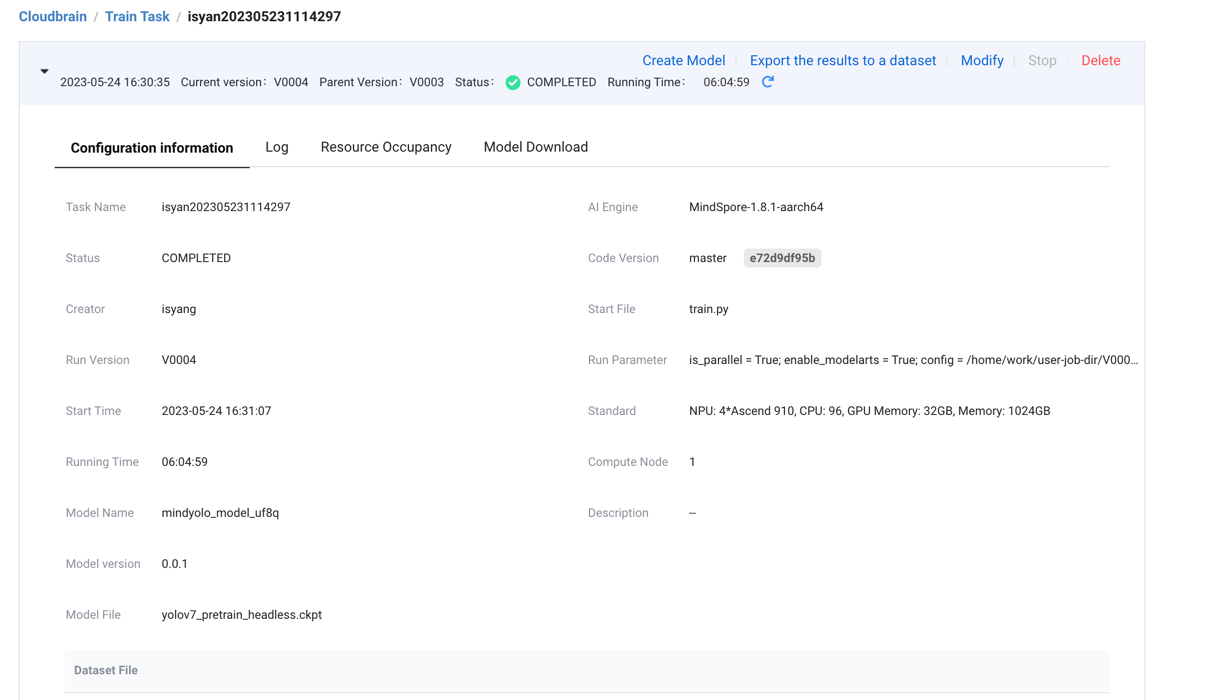 Cloudbrain / Train Task / isyan202305231114297
Create Model Export the results to a dataset Modify Stop Delete
2023-05-24 16:30:35 Current version: V0004 Parent Version: V0003 Status: COMPLETED Running Time: 06:04:59
Configuration information Log Resource Occupancy Model Download
Task Name isyan202305231114297 AI Engine MindSpore-1.8.1-aarch64
Status COMPLETED Code Version master e72d9df95b
Creator isyang Start File train.py
Run Version V0004 Run Parameter is_parallel = True; enable_modelarts = True; config = /home/work/user-job-dir/V000...
Start Time 2023-05-24 16:31:07 Standard NPU: 4*Ascend 910, CPU: 96, GPU Memory: 32GB, Memory: 1024GB
Running Time 06:04:59 Compute Node 1
Model Name mindyolo_model_uf8q Description --
Model version 0.0.1
Model File yolov7_pretrain_headless.ckpt
Dataset File